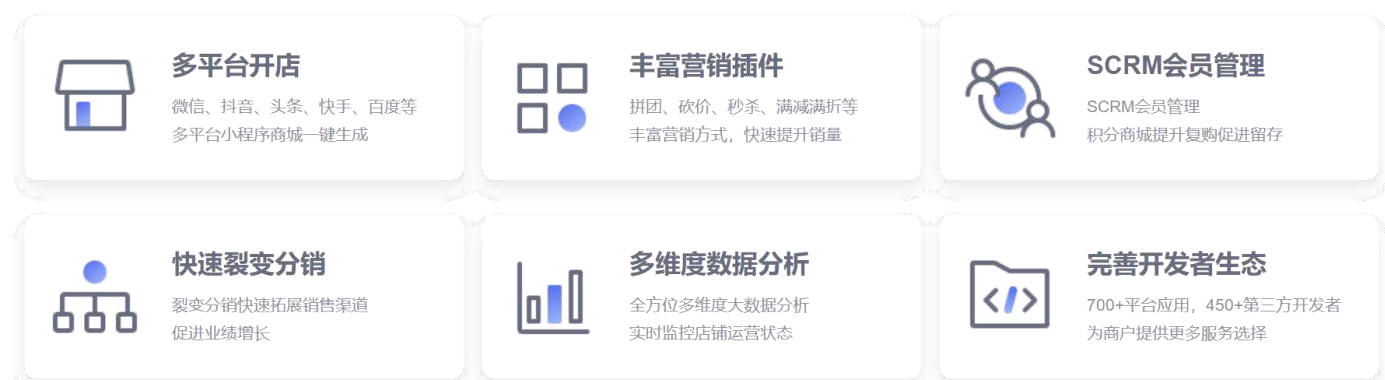 多平台开店
微信、抖音、头条、快手、百度等
多平台小程序商城一键生成
丰富营销插件
拼团、砍价、秒杀、满减满折等
丰富营销方式，快速提升销量
SCRM会员管理
SCRM会员管理
积分商城提升复购促进留存
快速裂变分销
裂变分销快速拓展销售渠道
促进业绩增长
多维度数据分析
全方位多维度大数据分析
实时监控店铺运营状态
完善开发者生态
700+平台应用，450+第三方开发者
为商户提供更多服务选择